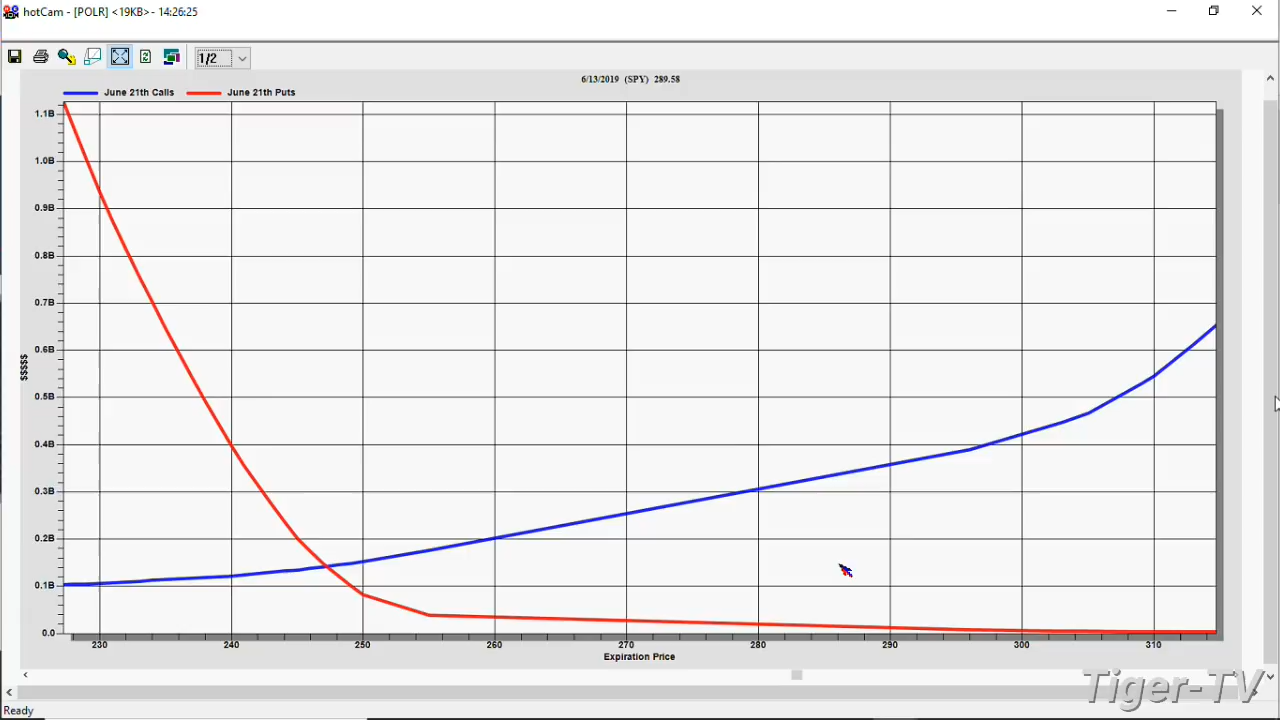 hotCam - [POLR] <19KB> - 14:26:25
1/2
6/13/2019 (SPY) 289.58
June 21th Calls June 21th Puts
1.1B
1.0B
0.9B
0.8B
0.7B
0.6B
0.5B
0.4B
0.3B
0.2B
0.1B
0.0
$$$$$
230 240 250 260 270 280 290 300 310
Expiration Price
Tiger-TV
Ready